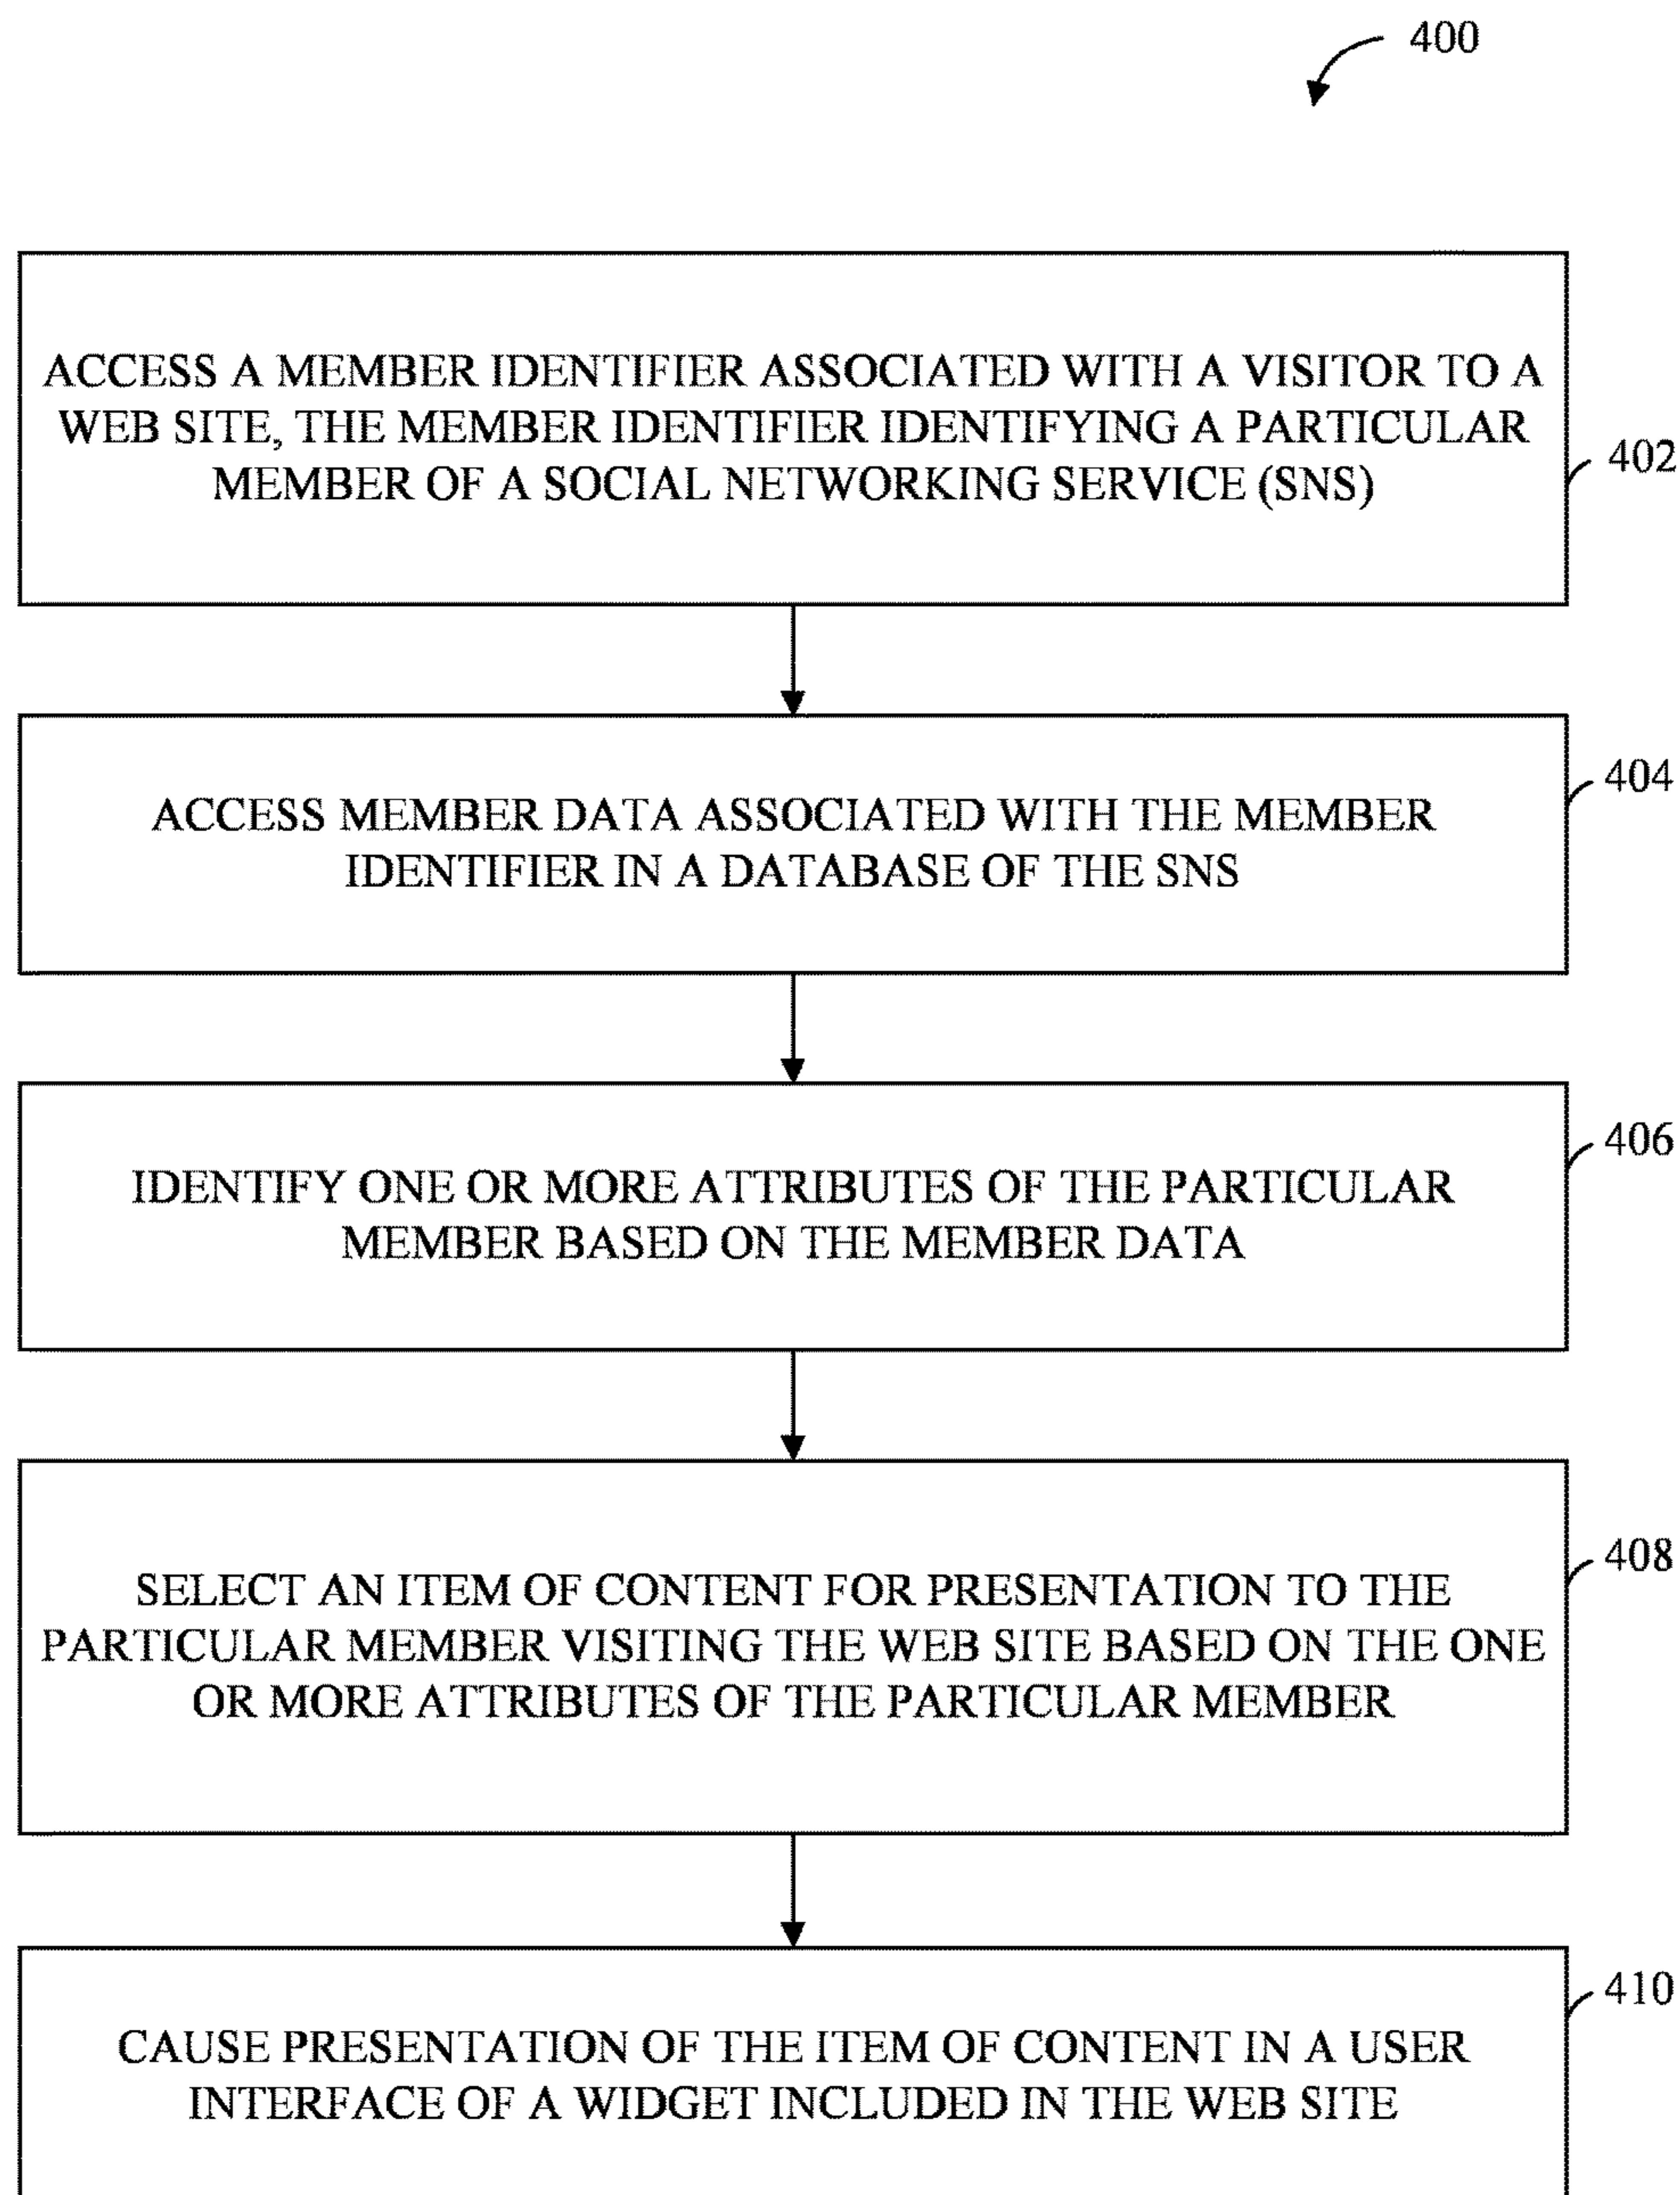 400
ACCESS A MEMBER IDENTIFIER ASSOCIATED WITH A VISITOR TO A
WEB SITE, THE MEMBER IDENTIFIER IDENTIFYING A PARTICULAR
MEMBER OF A SOCIAL NETWORKING SERVICE (SNS)
402
ACCESS MEMBER DATA ASSOCIATED WITH THE MEMBER
IDENTIFIER IN A DATABASE OF THE SNS
404
IDENTIFY ONE OR MORE ATTRIBUTES OF THE PARTICULAR
MEMBER BASED ON THE MEMBER DATA
406
SELECT AN ITEM OF CONTENT FOR PRESENTATION TO THE
PARTICULAR MEMBER VISITING THE WEB SITE BASED ON THE ONE
OR MORE ATTRIBUTES OF THE PARTICULAR MEMBER
408
CAUSE PRESENTATION OF THE ITEM OF CONTENT IN A USER
INTERFACE OF A WIDGET INCLUDED IN THE WEB SITE
410